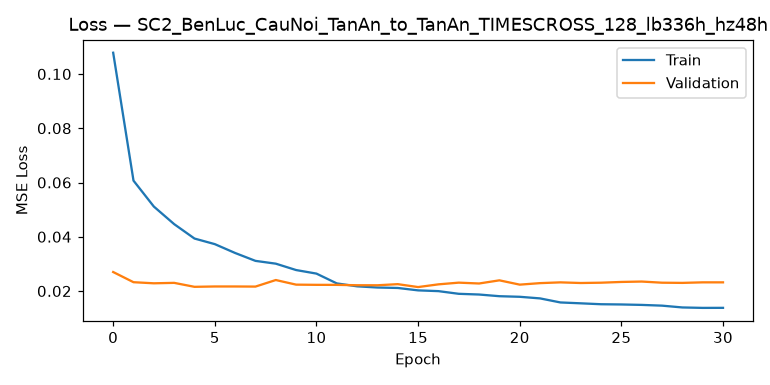 Loss — SC2_BenLuc_CauNoi_TanAn_to_TanAn_TIMESCROSS_128_lb336h_hz48h
Train
Validation
MSE Loss
0.10
0.08
0.06
0.04
0.02
0 5 10 15 20 25 30
Epoch